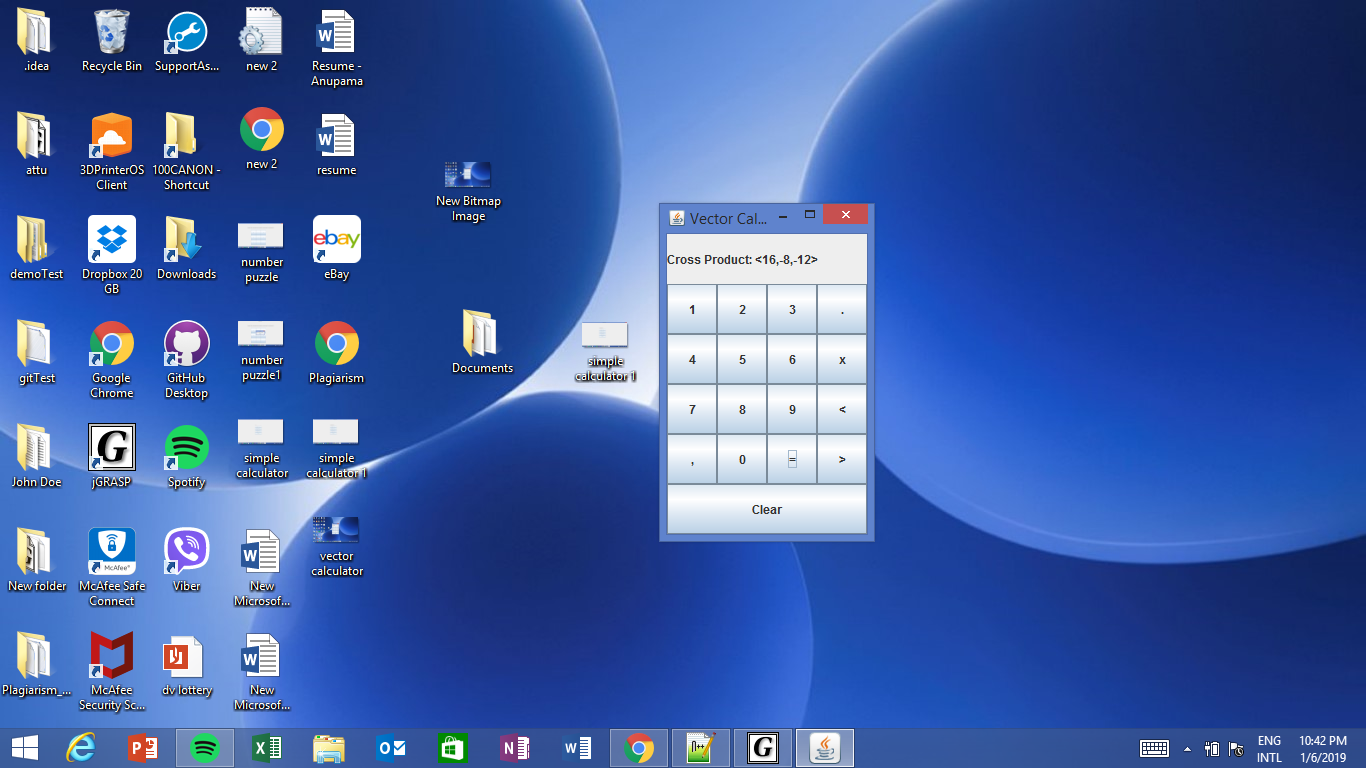 .idea
Recycle Bin
SupportAs...
new 2
Resume -
Anupama
attu
3DPrinterOS
Client
100CANON -
Shortcut
new 2
resume
New Bitmap
Image
demoTest
Dropbox 20
GB
Downloads
number
puzzle
ebay
eBay
gitTest
Google
Chrome
GitHub
Desktop
number
puzzle1
Plagiarism
Documents
simple
calculator 1
John Doe
G
jGRASP
Spotify
simple
calculator
simple
calculator 1
New folder
McAfee
McAfee Safe
Connect
Viber
New
Microsof...
vector
calculator
Plagiarism_...
McAfee
Security Sc...
dv lottery
New
Microsof...
Vector Cal...
Cross Product: <16,-8,-12>
1 2 3 .
4 5 6 x
7 8 9 <
, 0 = >
Clear
ENG
INTL
10:42 PM
1/6/2019